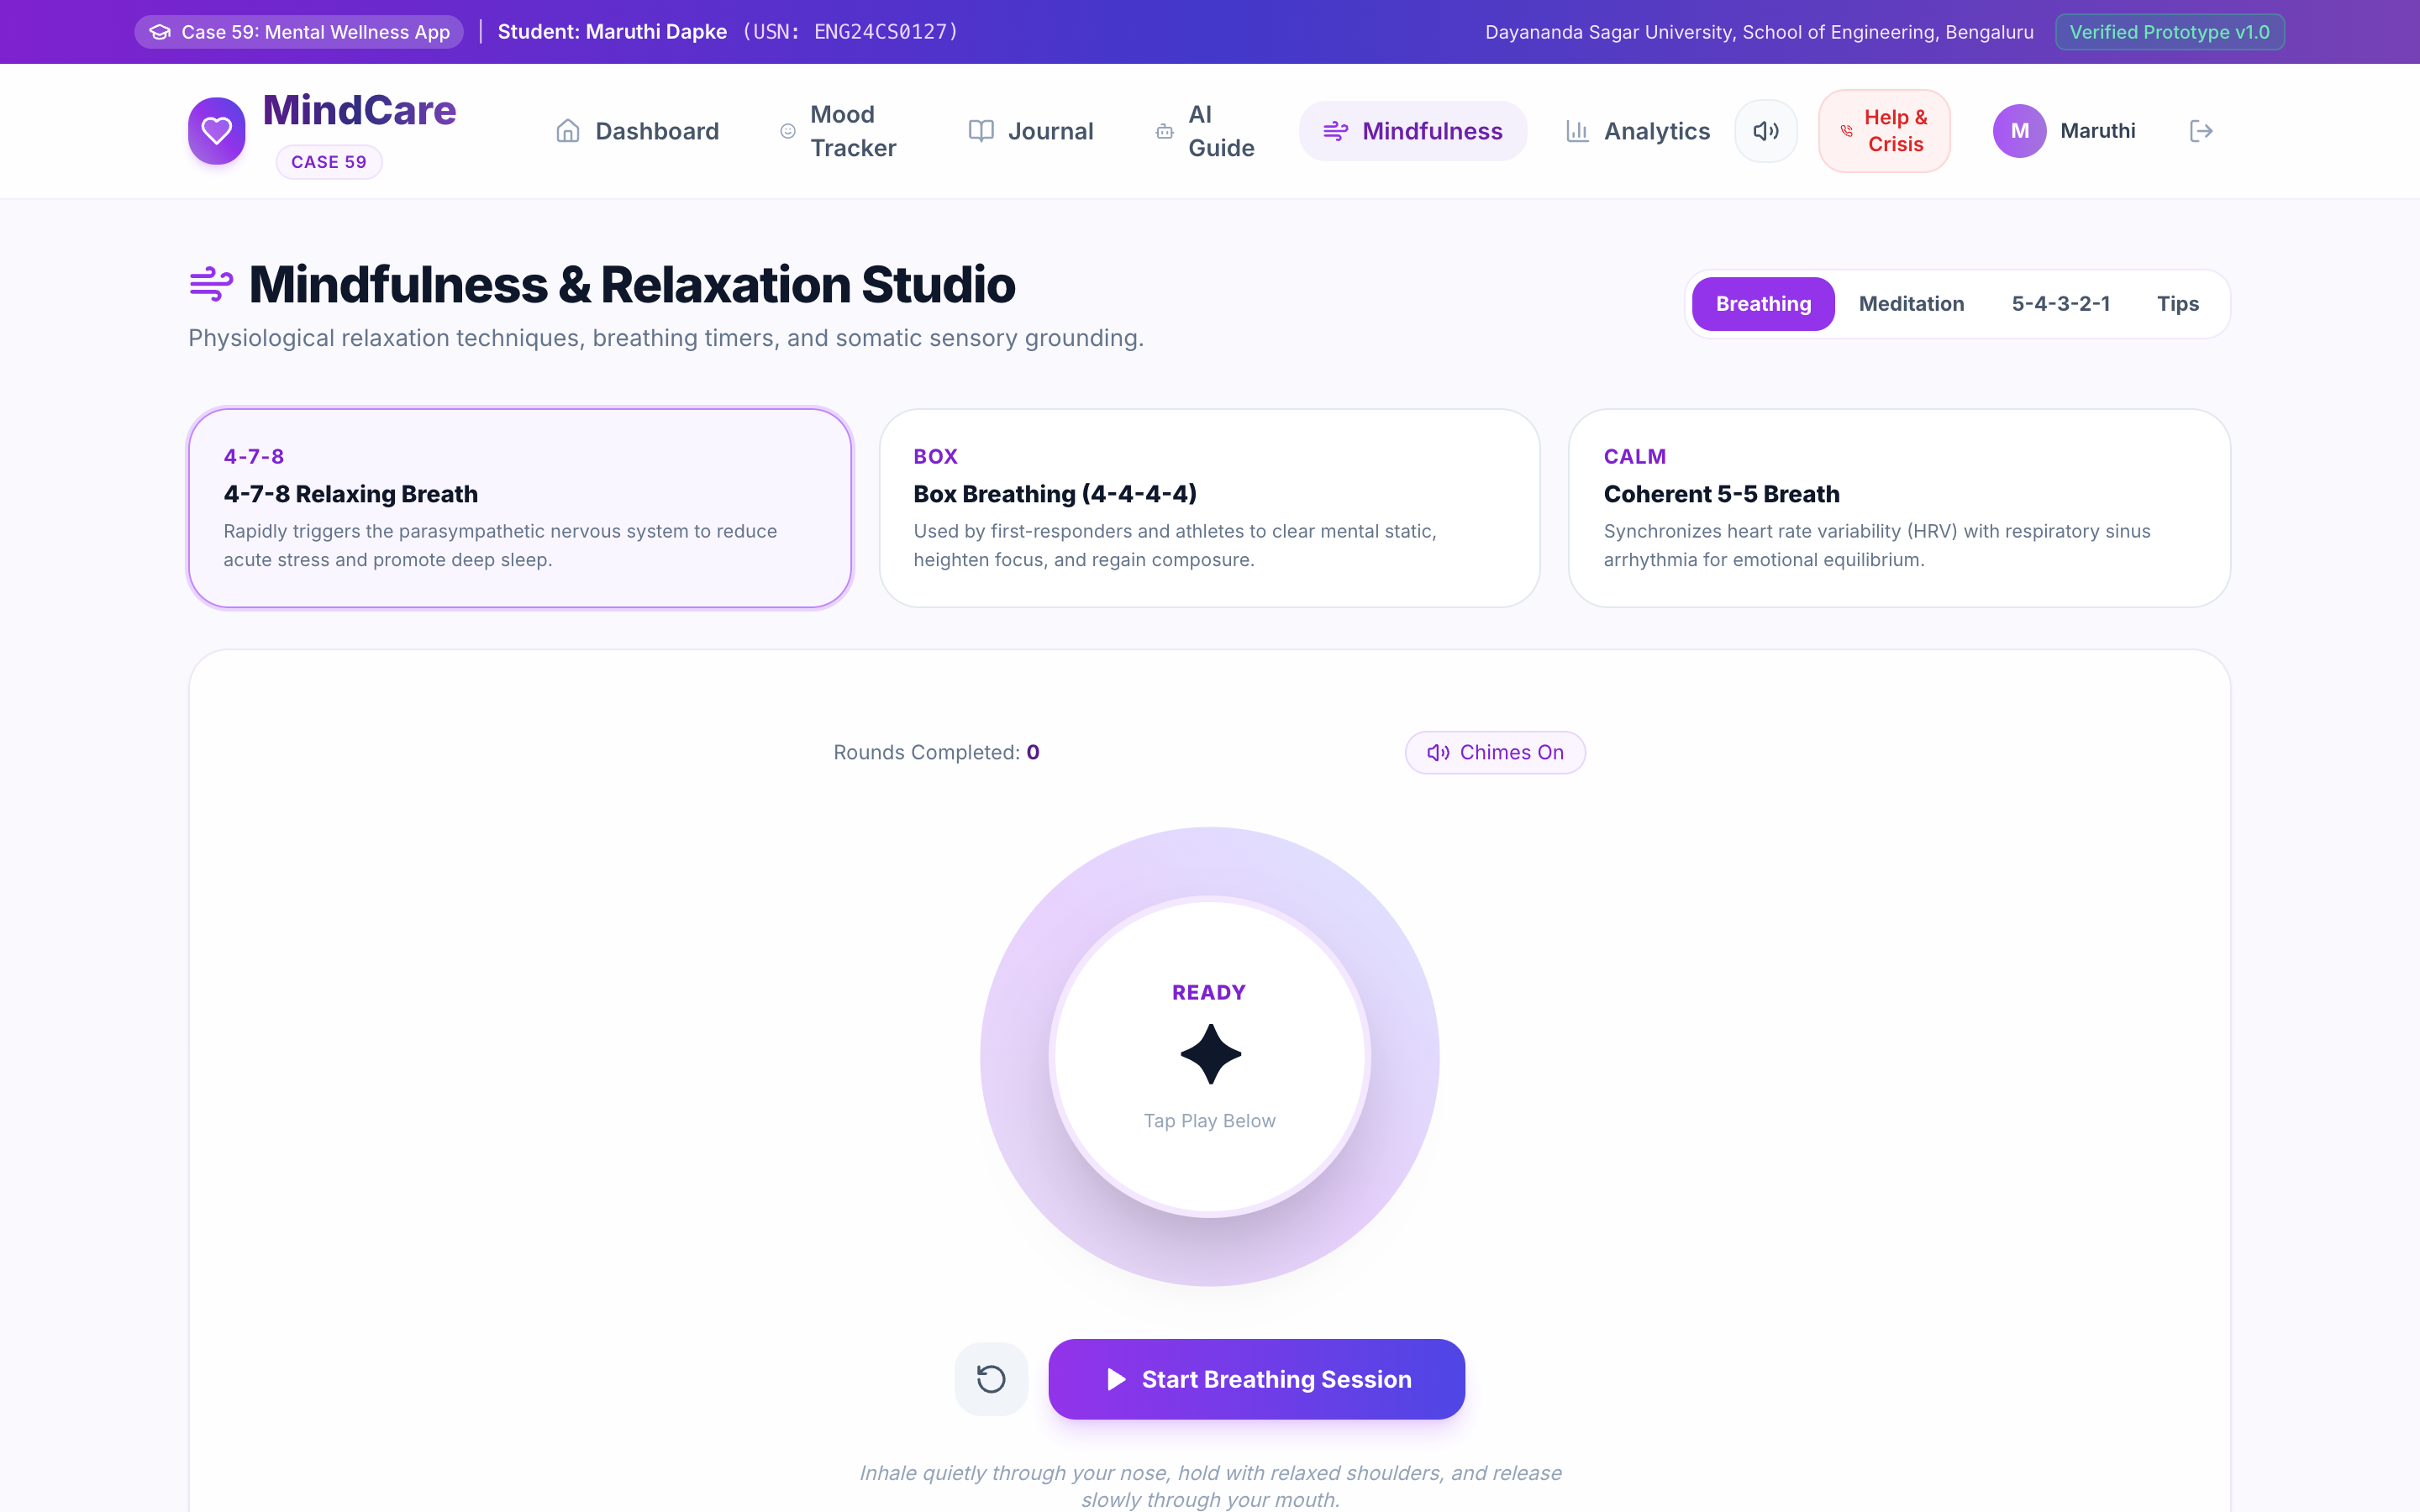 Case 59: Mental Wellness App
Student: Maruthi Dapke (USN: ENG24CS0127)
Dayananda Sagar University, School of Engineering, Bengaluru
Verified Prototype v1.0
MindCare
CASE 59
Dashboard
Mood
Tracker
Journal
AI
Guide
Mindfulness
Analytics
Help &
Crisis
M
Maruthi
Mindfulness & Relaxation Studio
Physiological relaxation techniques, breathing timers, and somatic sensory grounding.
Breathing
Meditation
5-4-3-2-1
Tips
4-7-8
4-7-8 Relaxing Breath
Rapidly triggers the parasympathetic nervous system to reduce
acute stress and promote deep sleep.
BOX
Box Breathing (4-4-4-4)
Used by first-responders and athletes to clear mental static,
heighten focus, and regain composure.
CALM
Coherent 5-5 Breath
Synchronizes heart rate variability (HRV) with respiratory sinus
arrhythmia for emotional equilibrium.
Rounds Completed: 0
Chimes On
READY
Tap Play Below
Start Breathing Session
Inhale quietly through your nose, hold with relaxed shoulders, and release
slowly through your mouth.